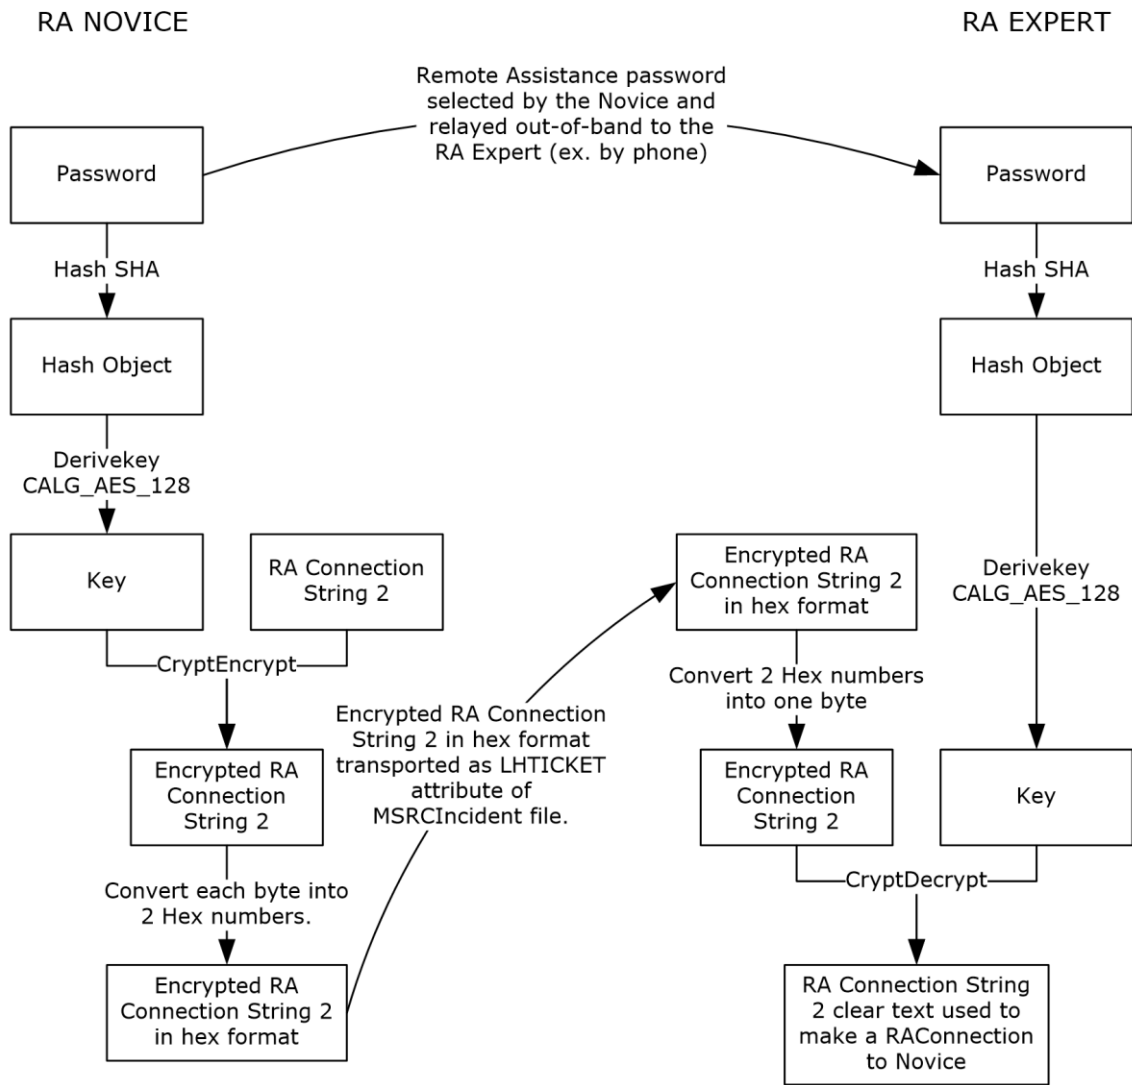 RA NOVICE
RA EXPERT
Remote Assistance password
selected by the Novice and
relayed out-of-band to the
RA Expert (ex. by phone)
Password
Password
Hash SHA
Hash SHA
Hash Object
Hash Object
Derivekey
CALG_AES_128
Key
RA Connection
String 2
Encrypted RA
Connection String 2
in hex format
Derivekey
CALG_AES_128
CryptEncrypt
Convert 2 Hex numbers
into one byte
Encrypted RA Connection
String 2 in hex format
transported as LHTICKET
attribute of
MSRCIncident file.
Encrypted RA
Connection
String 2
Encrypted RA
Connection
String 2
Key
Convert each byte into
2 Hex numbers.
CryptDecrypt
Encrypted RA
Connection String 2
in hex format
RA Connection String
2 clear text used to
make a RAConnection
to Novice